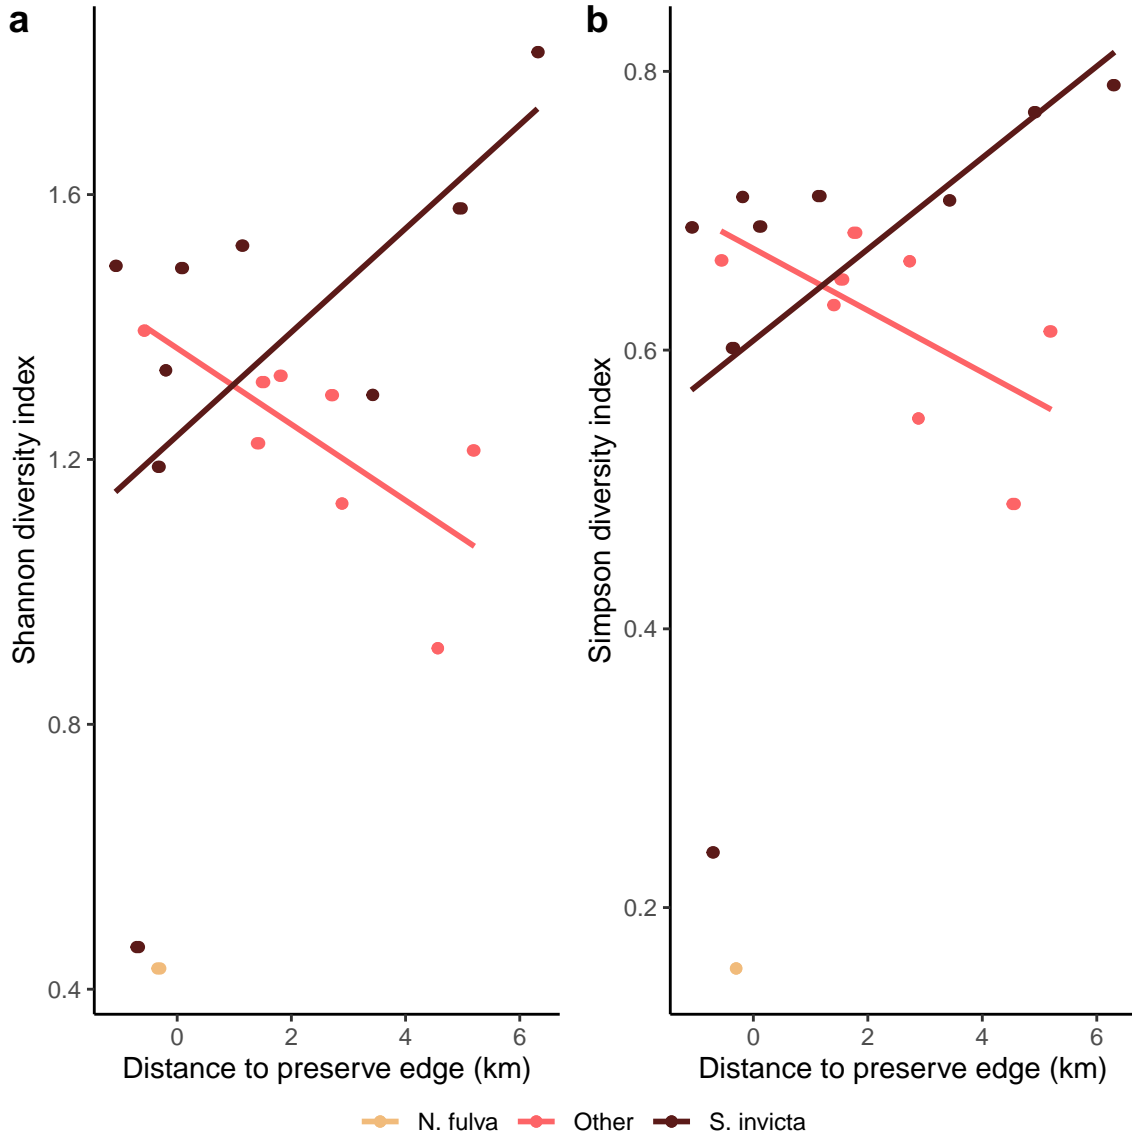 a
Shannon diversity index
1.6
1.2
0.8
0.4
0 2 4 6
Distance to preserve edge (km)
b
Simpson diversity index
0.8
0.6
0.4
0.2
0 2 4 6
Distance to preserve edge (km)
N. fulva Other S. invicta